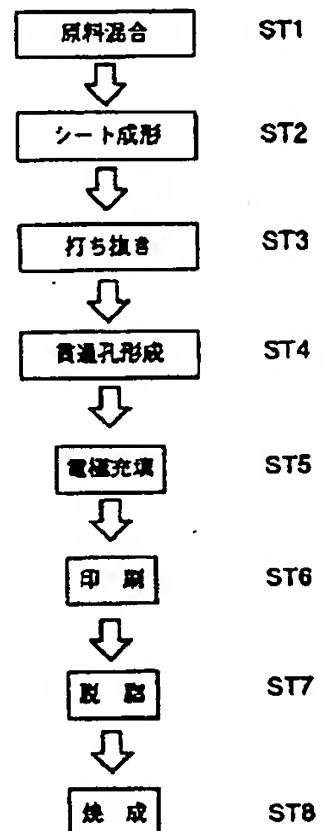 原料混合 ST1
シート成形 ST2
打ち抜き ST3
貫通孔形成 ST4
電極充填 ST5
印刷 ST6
脱脂 ST7
焼成 ST8